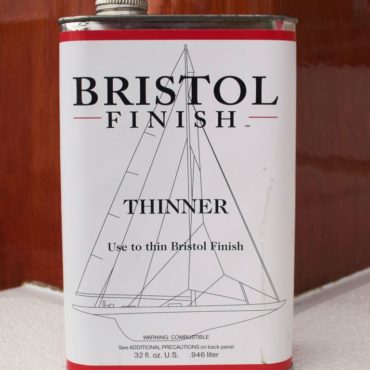 BRISTOL
FINISH™
THINNER
Use to thin Bristol Finish
WARNING: COMBUSTIBLE
See ADDITIONAL PRECAUTIONS on back panel
32 fl. oz. U.S. .946 liter